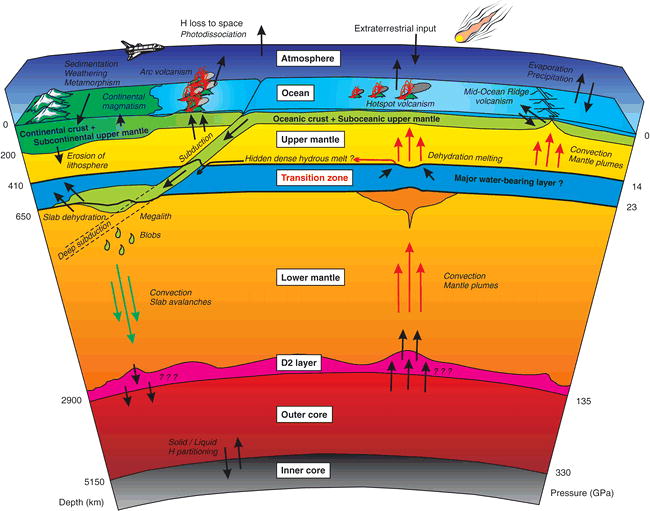 H loss to space
Photodissociation
Extraterrestrial input
Atmosphere
Sedimentation
Weathering
Metamorphism
Arc volcanism
Evaporation
Precipitation
Continental
magmatism
Ocean
Hotspot volcanism
Mid-Ocean Ridge
volcanism
0
0
Continental crust +
Subcontinental upper mantle
Oceanic crust + Suboceanic upper mantle
Upper mantle
200
Erosion of
lithosphere
Subduction
Hidden dense hydrous melt ?
Dehydration melting
Convection
Mantle plumes
410
Transition zone
Major water-bearing layer ?
14
650
23
Slab dehydration
Megalith
Deep subduction
Blobs
Convection
Slab avalanches
Lower mantle
Convection
Mantle plumes
D2 layer
? ? ?
? ? ?
2900
135
Outer core
Solid / Liquid
H partitioning
Inner core
5150
330
Depth (km)
Pressure (GPa)